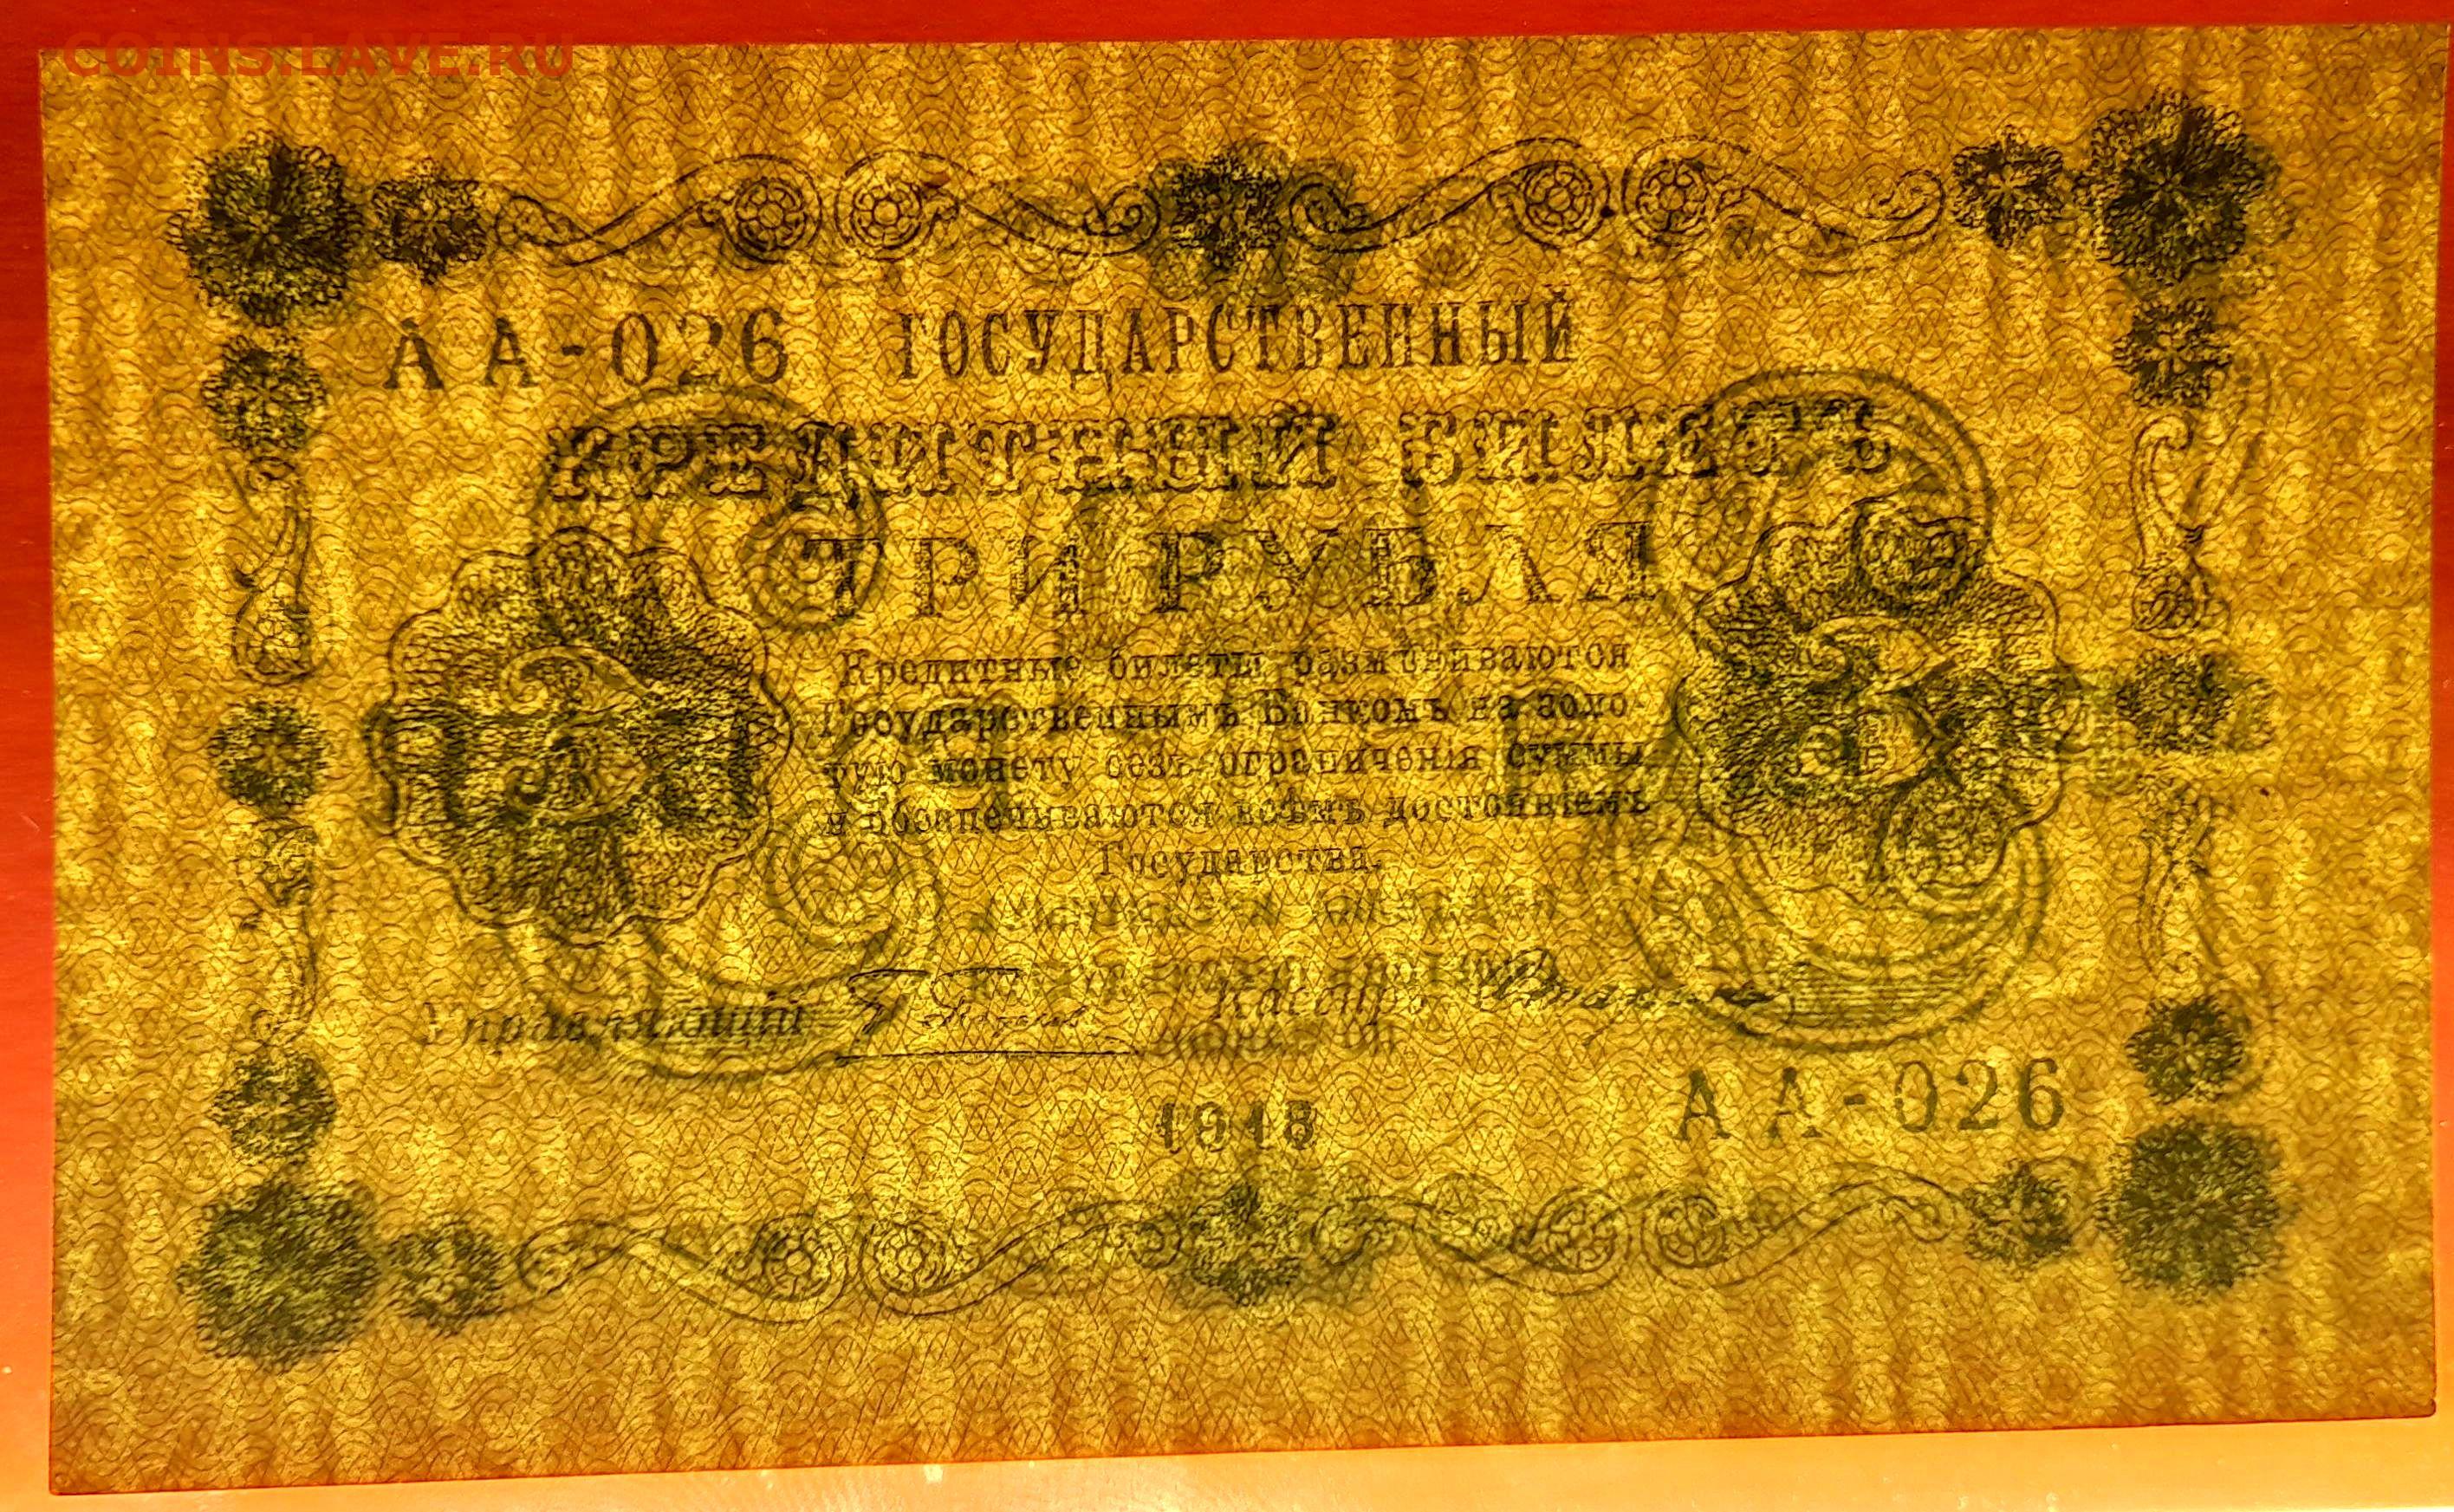 COINS.LAVE.RU
АА-026 ГОСУДАРСТВЕННЫЙ
КРЕДИТНЫЙ БИЛЕТЪ
ТРИ РУБЛЯ
Кредитные билеты размѣниваются
Государственнымъ Банкомъ на золо-
тую монету безъ ограниченія суммы
и обезпечиваются всѣмъ достояніемъ
Государства.
Управляющій Кассиръ
АА-026
1918